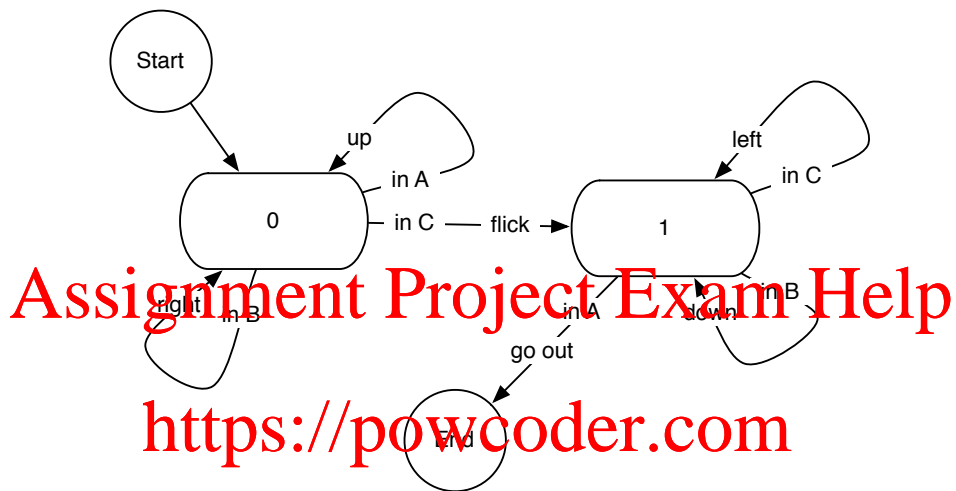 Start
up
in A
left
in C
0
in C
flick
1
Assignment Project Exam Help
right
in B
in A
in B
down
go out
https://powcoder.com
End